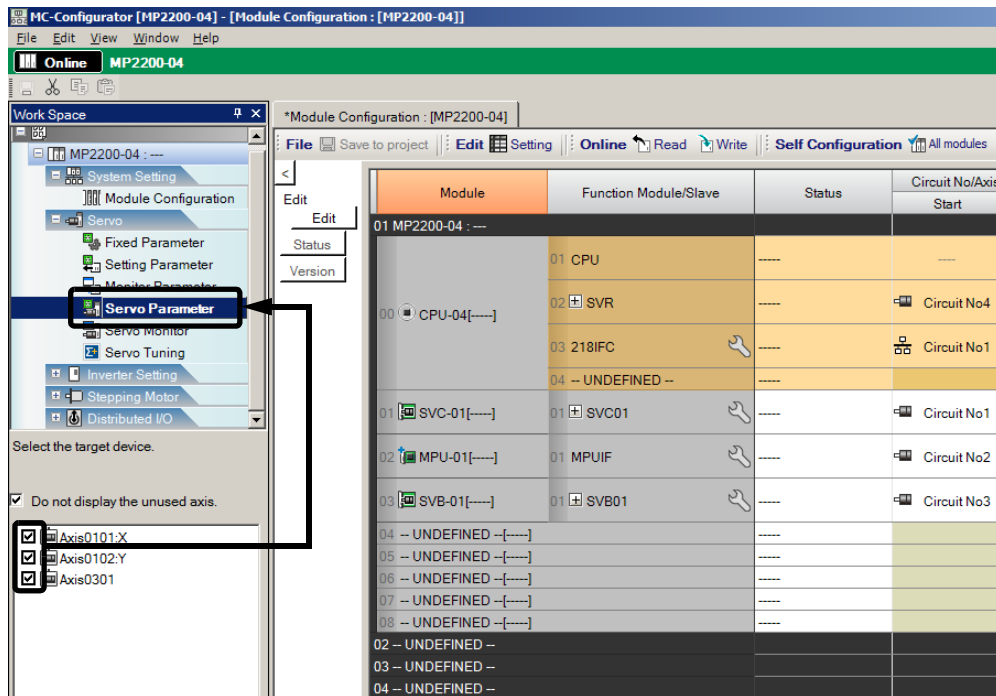 MC-Configurator [MP2200-04] - [Module Configuration : [MP2200-04]]
File Edit View Window Help
Online MP2200-04
Work Space
MP2200-04 : ---
System Setting
Module Configuration
Servo
Fixed Parameter
Setting Parameter
Monitor Parameter
Servo Parameter
Servo Monitor
Servo Tuning
Inverter Setting
Stepping Motor
Distributed I/O
Select the target device.
Do not display the unused axis.
Axis0101:X
Axis0102:Y
Axis0301
*Module Configuration : [MP2200-04]
File Save to project Edit Setting Online Read Write Self Configuration All modules
<
Edit
Edit
Status
Version
Module Function Module/Slave Status Circuit No/Axis
Start
01 MP2200-04 : ---
00 CPU-04[-----]
01 CPU ----- ----
02 SVR ----- Circuit No4
03 218IFC ----- Circuit No1
04 -- UNDEFINED -- -----
01 SVC-01[-----] 01 SVC01 ----- Circuit No1
02 MPU-01[-----] 01 MPUIF ----- Circuit No2
03 SVB-01[-----] 01 SVB01 ----- Circuit No3
04 -- UNDEFINED --[-----] -----
05 -- UNDEFINED --[-----] -----
06 -- UNDEFINED --[-----] -----
07 -- UNDEFINED --[-----] -----
08 -- UNDEFINED --[-----] -----
02 -- UNDEFINED --
03 -- UNDEFINED --
04 -- UNDEFINED --